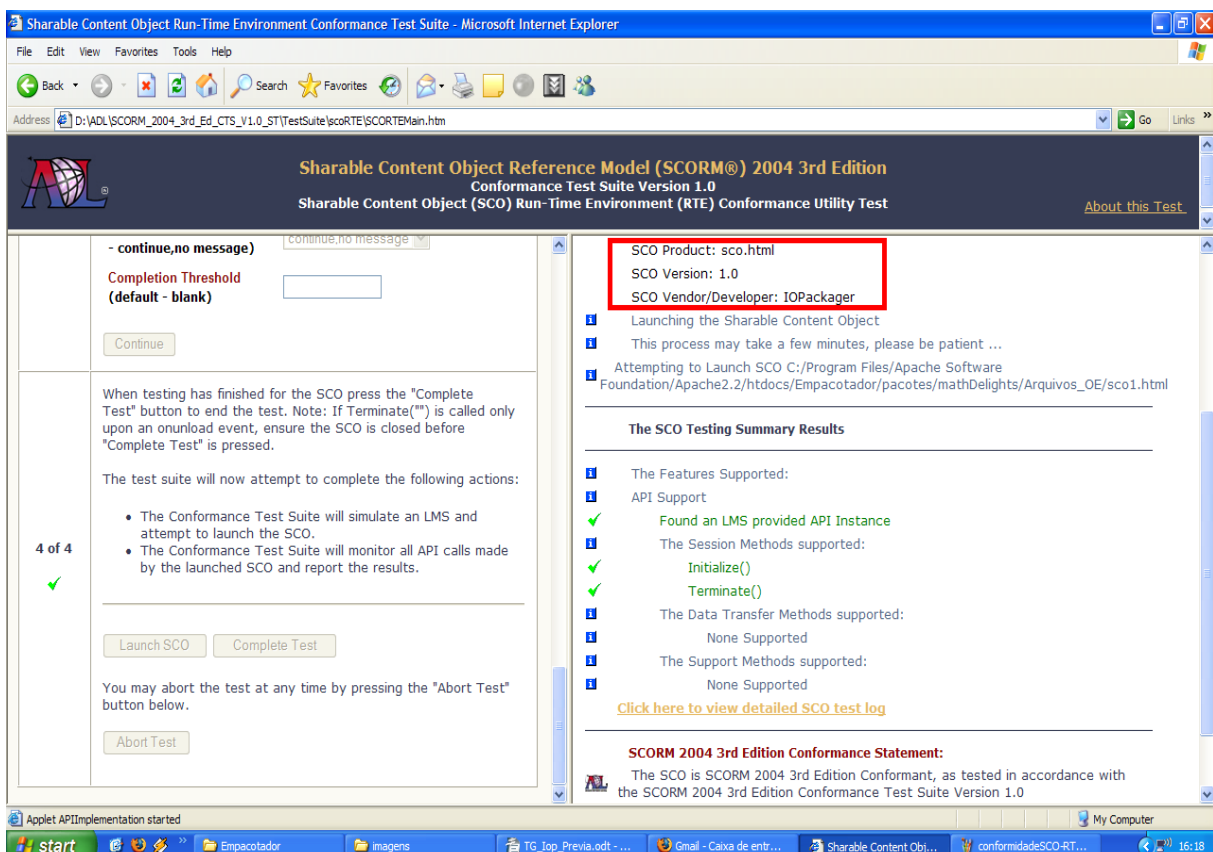 Sharable Content Object Run-Time Environment Conformance Test Suite - Microsoft Internet Explorer
File Edit View Favorites Tools Help
Back Search Favorites
Address D:\ADL\SCORM_2004_3rd_Ed_CTS_V1.0_ST\TestSuite\scoRTE\SCORTEMain.htm Go Links »
ADL ®
Sharable Content Object Reference Model (SCORM®) 2004 3rd Edition
Conformance Test Suite Version 1.0
Sharable Content Object (SCO) Run-Time Environment (RTE) Conformance Utility Test
About this Test
- continue,no message)
continue,no message
Completion Threshold
(default - blank)
Continue
4 of 4
When testing has finished for the SCO press the "Complete
Test" button to end the test. Note: If Terminate("") is called only
upon an onunload event, ensure the SCO is closed before
"Complete Test" is pressed.
The test suite will now attempt to complete the following actions:
• The Conformance Test Suite will simulate an LMS and
attempt to launch the SCO.
• The Conformance Test Suite will monitor all API calls made
by the launched SCO and report the results.
Launch SCO Complete Test
You may abort the test at any time by pressing the "Abort Test"
button below.
Abort Test
SCO Product: sco.html
SCO Version: 1.0
SCO Vendor/Developer: IOPackager
Launching the Sharable Content Object
This process may take a few minutes, please be patient ...
Attempting to Launch SCO C:/Program Files/Apache Software
Foundation/Apache2.2/htdocs/Empacotador/pacotes/mathDelights/Arquivos_OE/sco1.html
The SCO Testing Summary Results
The Features Supported:
API Support
Found an LMS provided API Instance
The Session Methods supported:
Initialize()
Terminate()
The Data Transfer Methods supported:
None Supported
The Support Methods supported:
None Supported
Click here to view detailed SCO test log
SCORM 2004 3rd Edition Conformance Statement:
ADL
The SCO is SCORM 2004 3rd Edition Conformant, as tested in accordance with
the SCORM 2004 3rd Edition Conformance Test Suite Version 1.0
Applet APIImplementation started My Computer
start » Empacotador imagens TG_Iop_Previa.odt - ... Gmail - Caixa de entr... Sharable Content Obj... conformidadeSCO-RT... 16:18